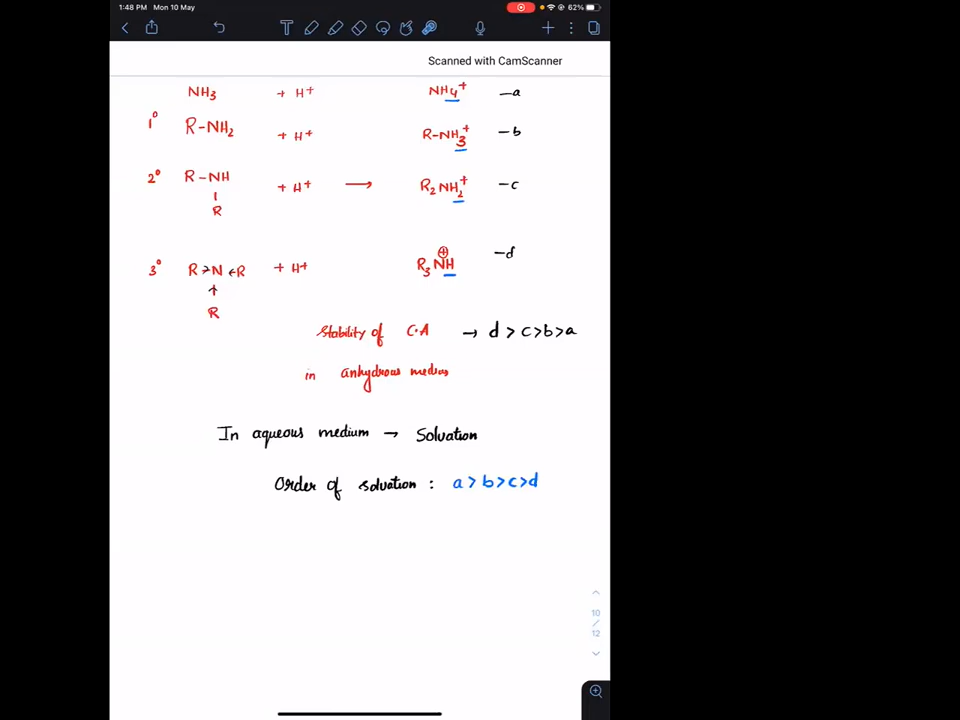 1:48 PM Mon 10 May 62%
T
Scanned with CamScanner
NH3 + H+ NH4+ -a
1° R-NH2 + H+ R-NH3+ -b
2° R-NH + H+ → R2NH2+ -c
R
3° R→N←R + H+ R3NH⊕ -d
R
Stability of C.A → d > c > b > a
in anhydrous medium
In aqueous medium → Solvation
Order of solvation : a > b > c > d
10
/
12